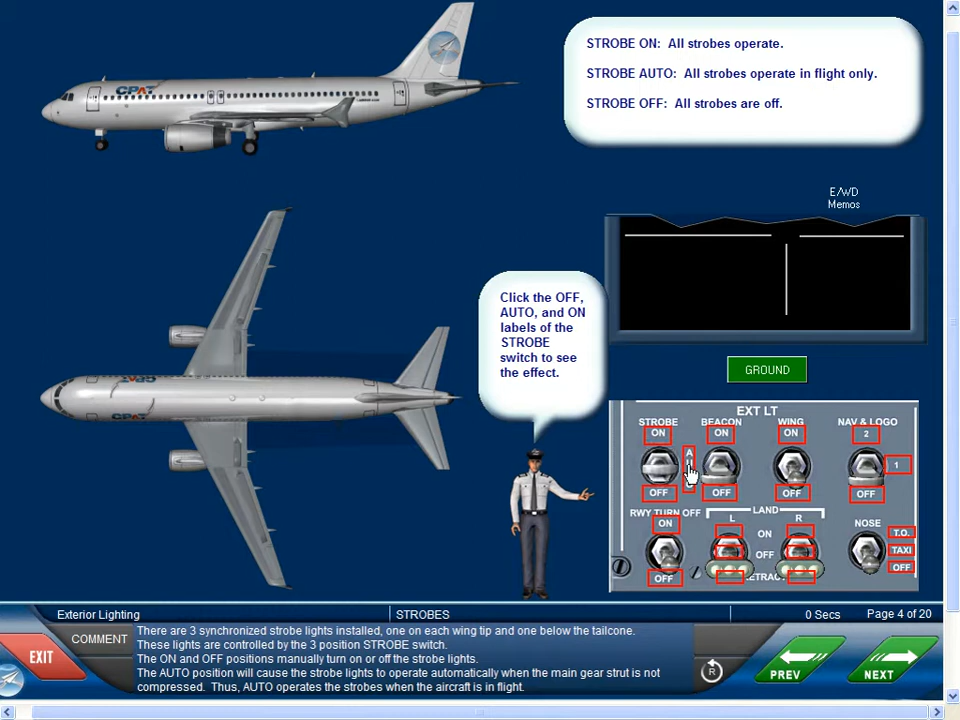 CPAT
STROBE ON: All strobes operate.
STROBE AUTO: All strobes operate in flight only.
STROBE OFF: All strobes are off.
E/WD
Memos
CPAT
CPAT
Click the OFF,
AUTO, and ON
labels of the
STROBE
switch to see
the effect.
GROUND
EXT LT
STROBE BEACON WING NAV & LOGO
ON ON ON 2
A
1
OFF OFF OFF OFF
RWY TURN OFF LAND
ON L R NOSE
ON T.O.
OFF TAXI
OFF OFF
Exterior Lighting STROBES 0 Secs Page 4 of 20
COMMENT
There are 3 synchronized strobe lights installed, one on each wing tip and one below the tailcone.
These lights are controlled by the 3 position STROBE switch.
The ON and OFF positions manually turn on or off the strobe lights.
The AUTO position will cause the strobe lights to operate automatically when the main gear strut is not
compressed. Thus, AUTO operates the strobes when the aircraft is in flight.
EXIT
R
PREV
NEXT